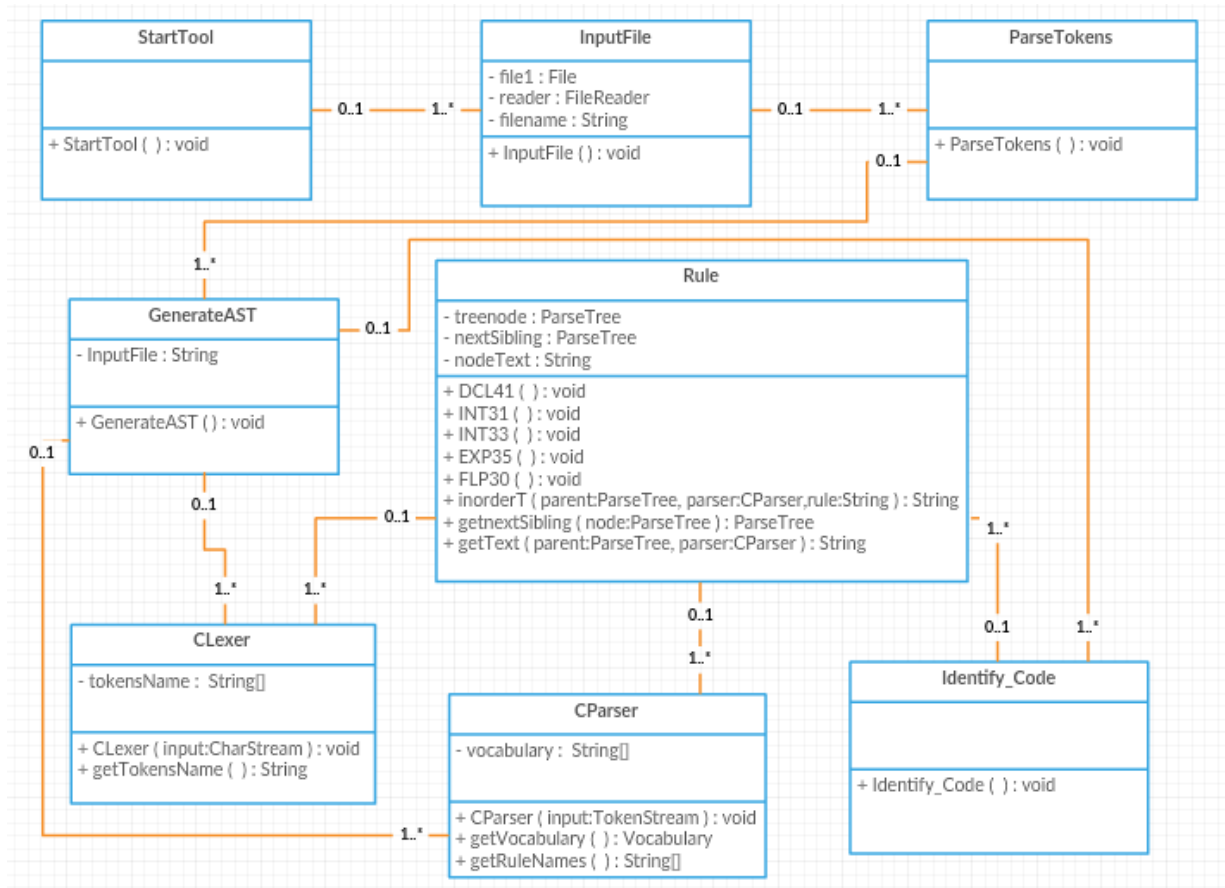 StartTool
+ StartTool ( ) : void
0..1
1..*
InputFile
- file1 : File
- reader : FileReader
- filename : String
+ InputFile ( ) : void
0..1
1..*
ParseTokens
+ ParseTokens ( ) : void
0..1
1..*
GenerateAST
- InputFile : String
+ GenerateAST ( ) : void
0..1
0..1
0..1
Rule
- treenode : ParseTree
- nextSibling : ParseTree
- nodeText : String
+ DCL41 ( ) : void
+ INT31 ( ) : void
+ INT33 ( ) : void
+ EXP35 ( ) : void
+ FLP30 ( ) : void
+ inorderT ( parent:ParseTree, parser:CParser,rule:String ) : String
+ getnextSibling ( node:ParseTree ) : ParseTree
+ getText ( parent:ParseTree, parser:CParser ) : String
0..1
1..*
0..1
1..*
1..*
1..*
0..1
1..*
CLexer
- tokensName : String[]
+ CLexer ( input:CharStream ) : void
+ getTokensName ( ) : String
1..*
CParser
- vocabulary : String[]
+ CParser ( input:TokenStream ) : void
+ getVocabulary ( ) : Vocabulary
+ getRuleNames ( ) : String[]
1..*
Identify_Code
+ Identify_Code ( ) : void